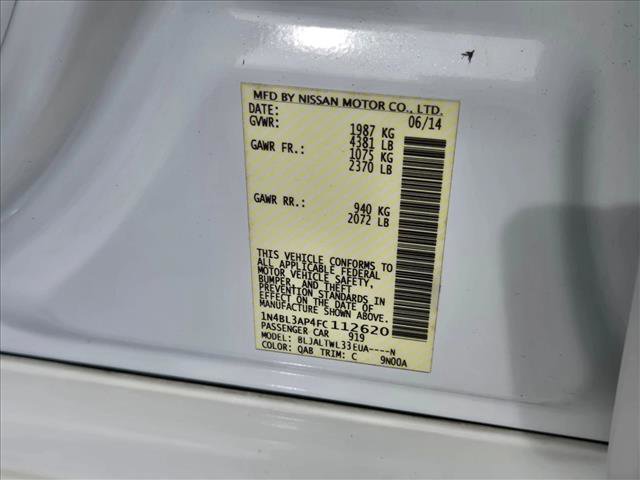 MFD BY NISSAN MOTOR CO., LTD.
DATE: 06/14
GVWR: 1987 KG
4381 LB
GAWR FR.: 1075 KG
2370 LB
GAWR RR.: 940 KG
2072 LB
THIS VEHICLE CONFORMS TO
ALL APPLICABLE FEDERAL
MOTOR VEHICLE SAFETY,
BUMPER, AND THEFT
PREVENTION STANDARDS IN
EFFECT ON THE DATE OF
MANUFACTURE SHOWN ABOVE.
1N4BL3AP4FC112620
PASSENGER CAR 919
MODEL: BLJALTWL33EUA----N
COLOR: QAB TRIM: C 9N00A